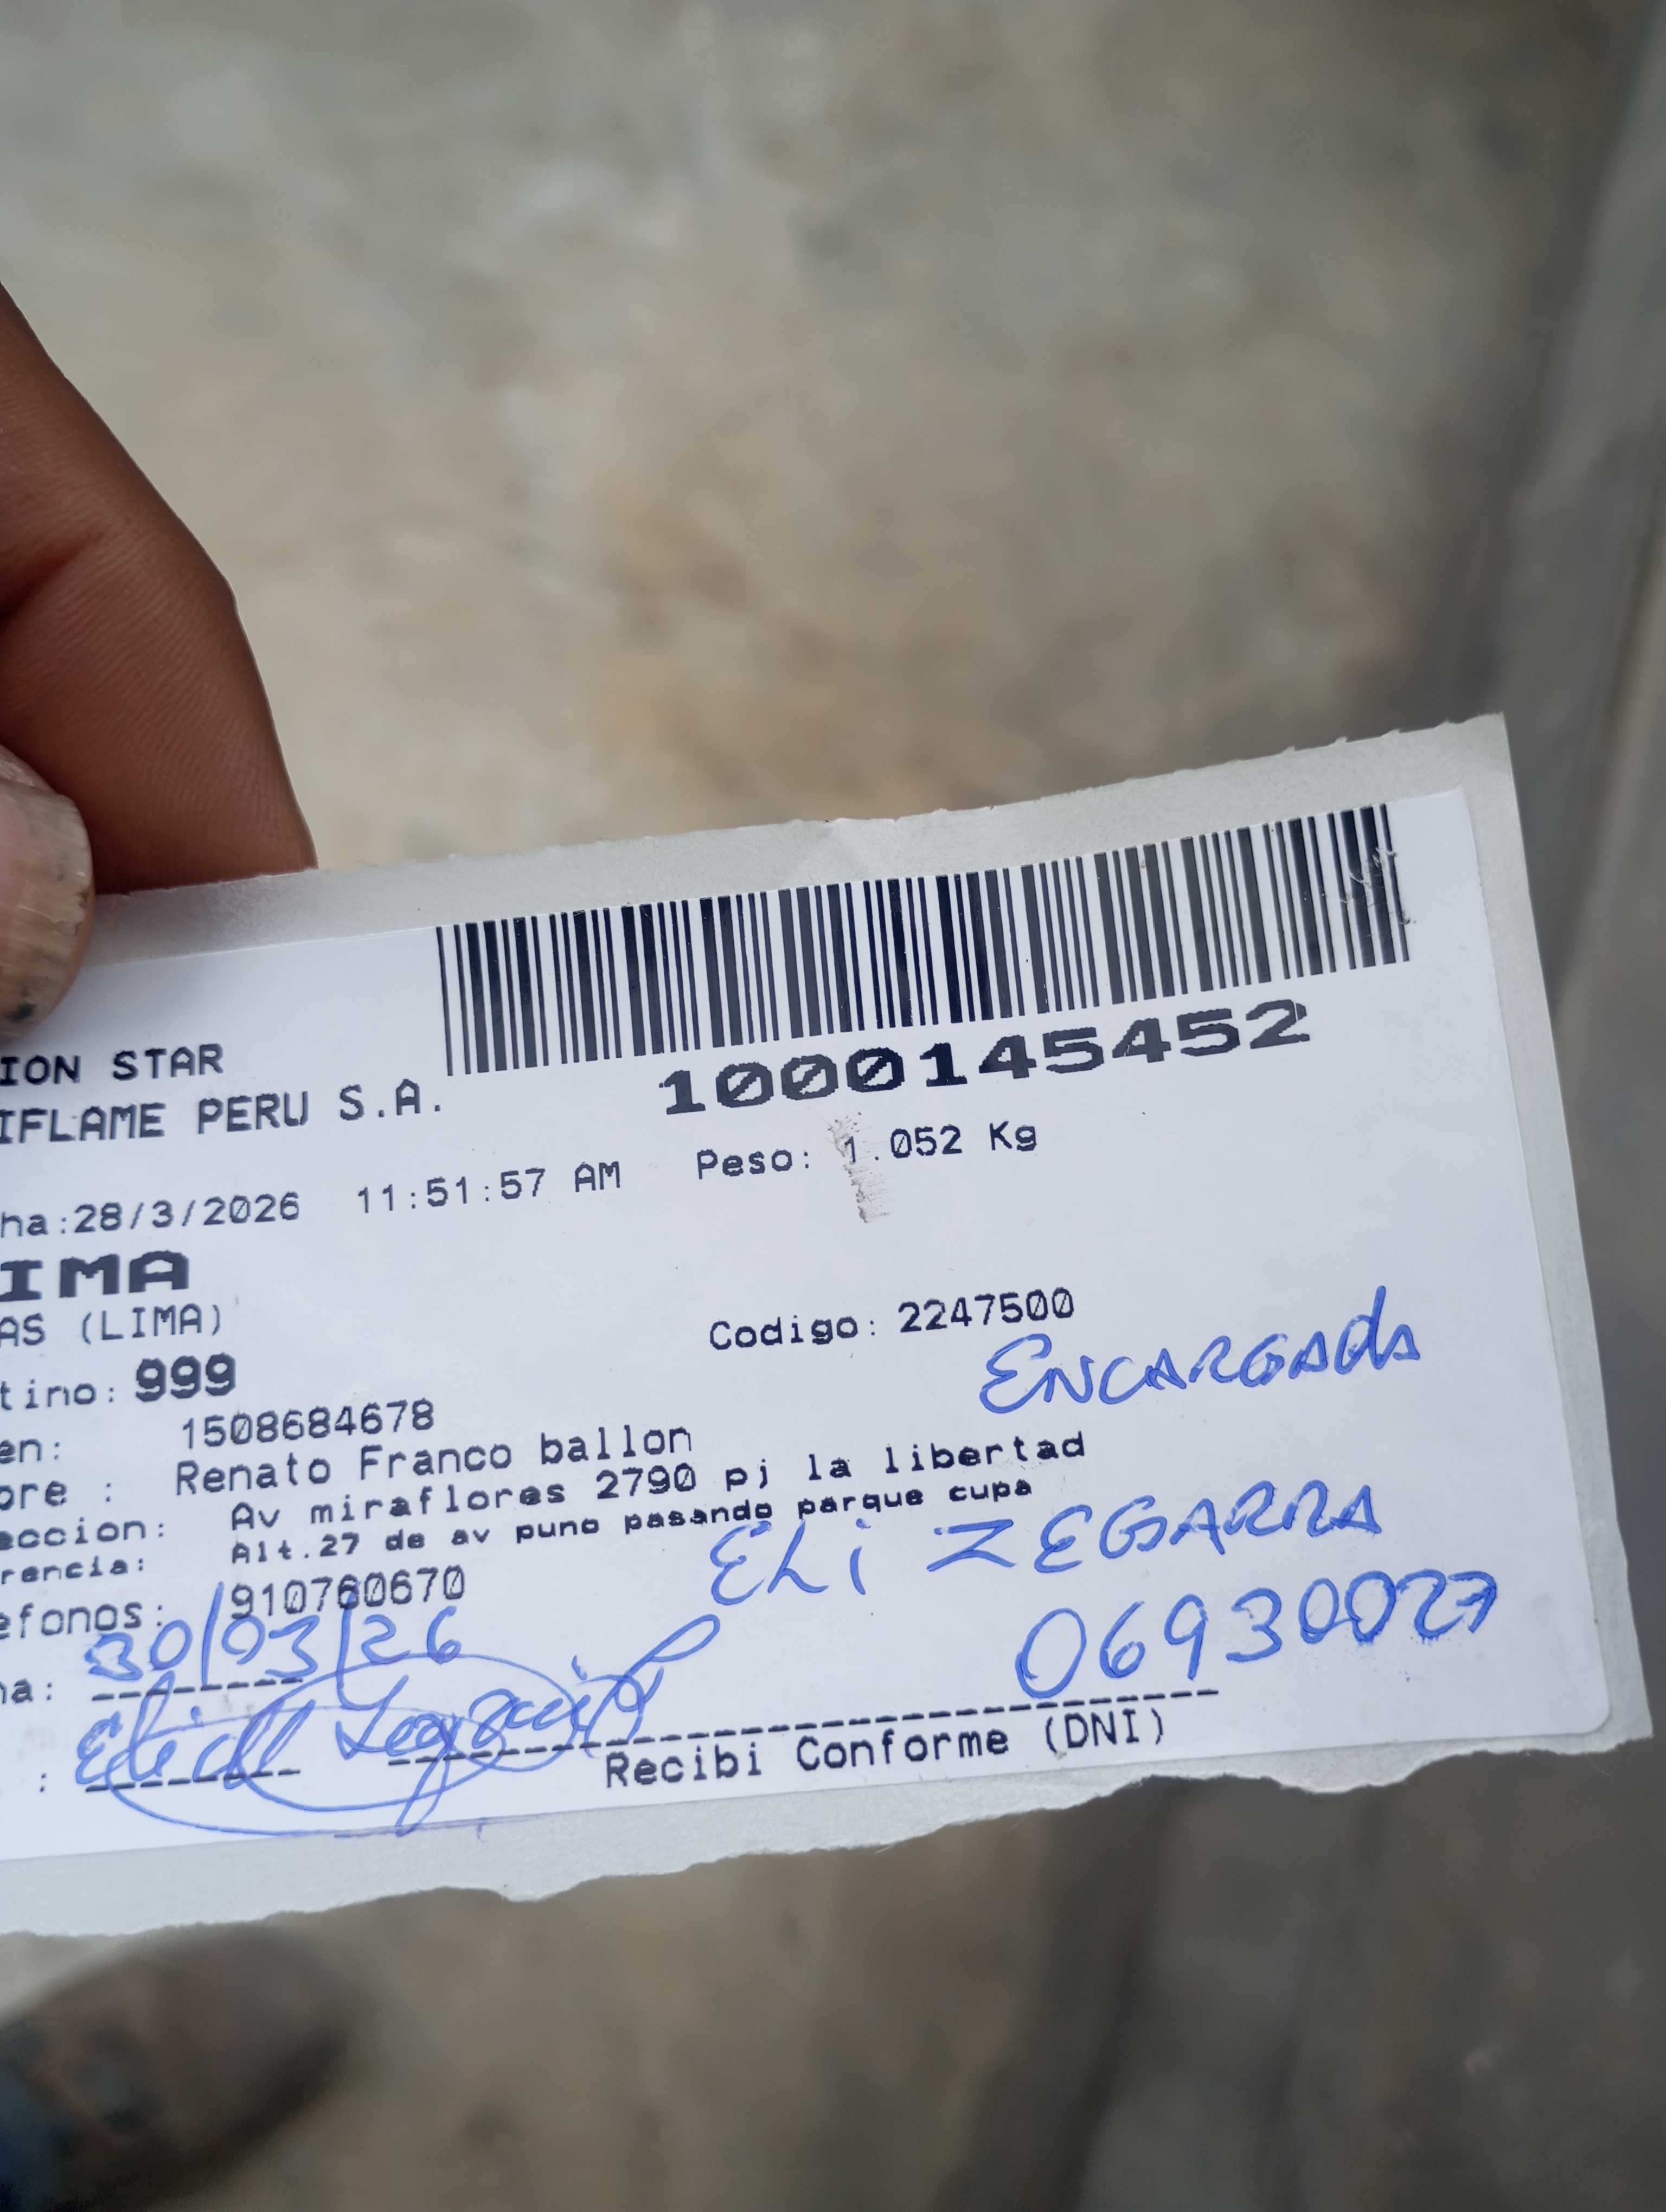 ION STAR
IFLAME PERU S.A.
1000145452
ha:28/3/2026 11:51:57 AM Peso: 1.052 Kg
IMA
AS (LIMA)
Codigo: 2247500
tino: 999
ENCARGADA
en: 1508684678
bre : Renato Franco ballon
eccion: Av miraflores 2790 pj la libertad
rencia: Alt.27 de av puno pasando parque cupa
ELI ZEGARRA
efonos: 910760670
06930027
a: 30/03/26
:
Recibi Conforme (DNI)